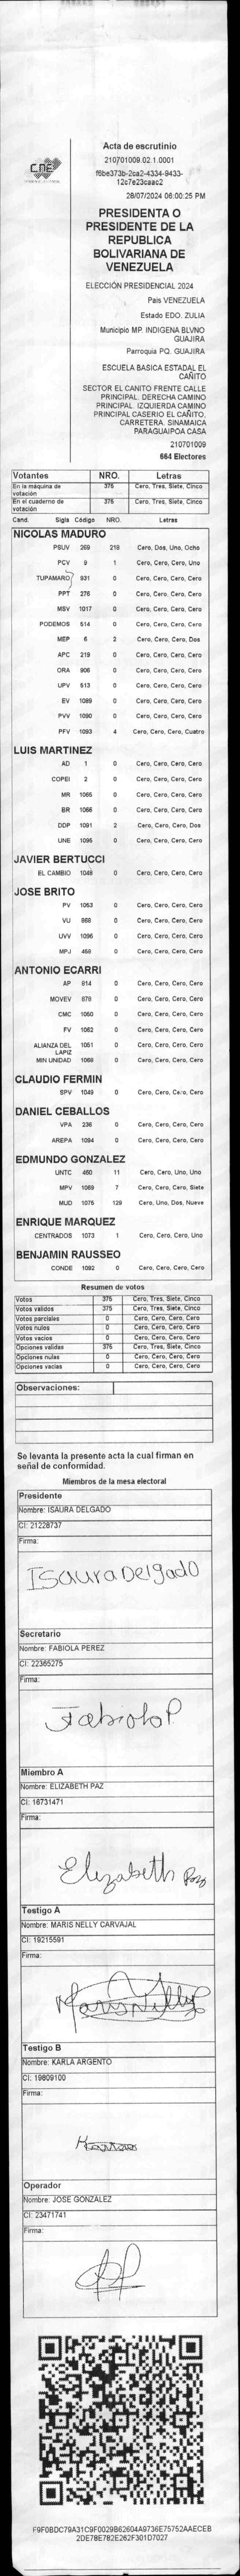 CNE
Acta de escrutinio
210701009.02.1.0001
f6be373b-2ca2-4334-9433-
12c7e23caac2
28/07/2024 06:00:25 PM
PRESIDENTA O
PRESIDENTE DE LA
REPUBLICA
BOLIVARIANA DE
VENEZUELA
ELECCIÓN PRESIDENCIAL 2024
Pais VENEZUELA
Estado EDO. ZULIA
Municipio MP. INDIGENA BLVNO
GUAJIRA
Parroquia PQ. GUAJIRA
ESCUELA BASICA ESTADAL EL
CAÑITO
SECTOR EL CANITO FRENTE CALLE
PRINCIPAL. DERECHA CAMINO
PRINCIPAL. IZQUIERDA CAMINO
PRINCIPAL CASERIO EL CAÑITO,
CARRETERA. SINAMAICA
PARAGUAIPOA CASA
210701009
664 Electores
Votantes NRO. Letras
En la máquina de votación 375 Cero, Tres, Siete, Cinco
En el cuaderno de votación 375 Cero, Tres, Siete, Cinco
Cand. Sigla Código NRO. Letras
NICOLAS MADURO
PSUV 269 218 Cero, Dos, Uno, Ocho
PCV 9 1 Cero, Cero, Cero, Uno
TUPAMARO 931 0 Cero, Cero, Cero, Cero
PPT 276 0 Cero, Cero, Cero, Cero
MSV 1017 0 Cero, Cero, Cero, Cero
PODEMOS 514 0 Cero, Cero, Cero, Cero
MEP 6 2 Cero, Cero, Cero, Dos
APC 219 0 Cero, Cero, Cero, Cero
ORA 906 0 Cero, Cero, Cero, Cero
UPV 513 0 Cero, Cero, Cero, Cero
EV 1089 0 Cero, Cero, Cero, Cero
PVV 1090 0 Cero, Cero, Cero, Cero
PFV 1093 4 Cero, Cero, Cero, Cuatro
LUIS MARTINEZ
AD 1 0 Cero, Cero, Cero, Cero
COPEI 2 0 Cero, Cero, Cero, Cero
MR 1065 0 Cero, Cero, Cero, Cero
BR 1066 0 Cero, Cero, Cero, Cero
DDP 1091 2 Cero, Cero, Cero, Dos
UNE 1095 0 Cero, Cero, Cero, Cero
JAVIER BERTUCCI
EL CAMBIO 1048 0 Cero, Cero, Cero, Cero
JOSE BRITO
PV 1053 0 Cero, Cero, Cero, Cero
VU 868 0 Cero, Cero, Cero, Cero
UVV 1096 0 Cero, Cero, Cero, Cero
MPJ 458 0 Cero, Cero, Cero, Cero
ANTONIO ECARRI
AP 914 0 Cero, Cero, Cero, Cero
MOVEV 878 0 Cero, Cero, Cero, Cero
CMC 1050 0 Cero, Cero, Cero, Cero
FV 1052 0 Cero, Cero, Cero, Cero
ALIANZA DEL LAPIZ 1051 0 Cero, Cero, Cero, Cero
MIN UNIDAD 1068 0 Cero, Cero, Cero, Cero
CLAUDIO FERMIN
SPV 1049 0 Cero, Cero, Cero, Cero
DANIEL CEBALLOS
VPA 236 0 Cero, Cero, Cero, Cero
AREPA 1094 0 Cero, Cero, Cero, Cero
EDMUNDO GONZALEZ
UNTC 460 11 Cero, Cero, Uno, Uno
MPV 1069 7 Cero, Cero, Cero, Siete
MUD 1075 129 Cero, Uno, Dos, Nueve
ENRIQUE MARQUEZ
CENTRADOS 1073 1 Cero, Cero, Cero, Uno
BENJAMIN RAUSSEO
CONDE 1092 0 Cero, Cero, Cero, Cero
Resumen de votos
Votos 375 Cero, Tres, Siete, Cinco
Votos validos 375 Cero, Tres, Siete, Cinco
Votos parciales 0 Cero, Cero, Cero, Cero
Votos nulos 0 Cero, Cero, Cero, Cero
Votos vacios 0 Cero, Cero, Cero, Cero
Opciones validas 375 Cero, Tres, Siete, Cinco
Opciones nulas 0 Cero, Cero, Cero, Cero
Opciones vacias 0 Cero, Cero, Cero, Cero
Observaciones:
Se levanta la presente acta la cual firman en
señal de conformidad.
Miembros de la mesa electoral
Presidente
Nombre: ISAURA DELGADO
CI: 21228737
Firma:
Isaura Delgado
Secretario
Nombre: FABIOLA PEREZ
CI: 22365275
Firma:
Fabiola P
Miembro A
Nombre: ELIZABETH PAZ
CI: 16731471
Firma:
Elizabeth Paz
Testigo A
Nombre: MARIS NELLY CARVAJAL
CI: 19215591
Firma:
Marisnelly
Testigo B
Nombre: KARLA ARGENTO
CI: 19809100
Firma:
Operador
Nombre: JOSE GONZALEZ
CI: 23471741
Firma:
F9F0BDC79A31C9F0029B62604A9736E75752AAECEB
2DE78E782E262F301D7027